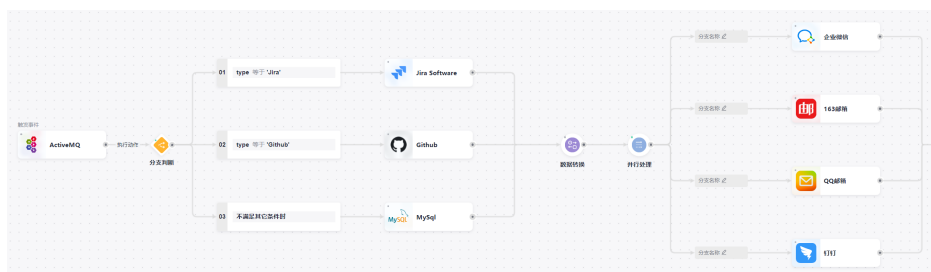 触发事件
ActiveMQ
执行动作
分支判断
01 type 等于 'Jira'
Jira Software
02 type 等于 'Github'
Github
03 不满足其它条件时
MySQL
MySql
数据转换
并行处理
分支名称
企业微信
分支名称
邮
163邮箱
分支名称
QQ邮箱
分支名称
钉钉